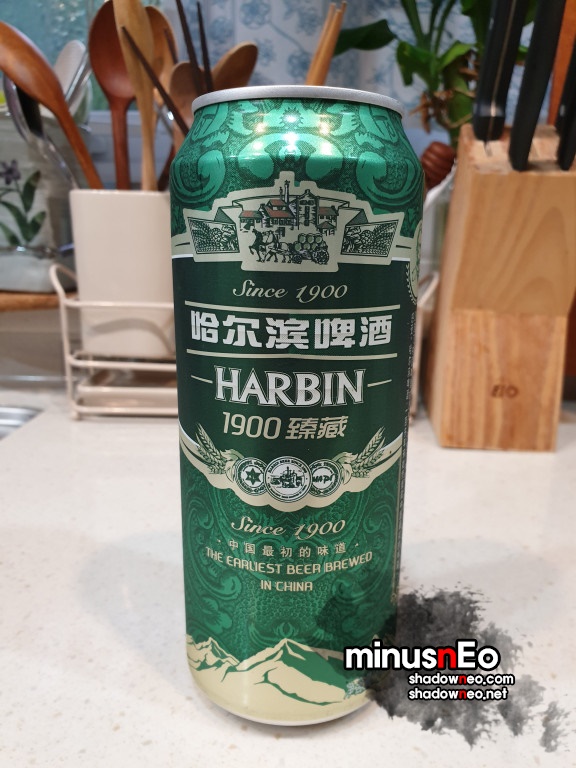 Since 1900
哈尔滨啤酒
HARBIN
1900 臻藏
Since 1900
·中国最初的味道·
THE EARLIEST BEER BREWED
IN CHINA
minusnEo
shadowneo.com
shadowneo.net